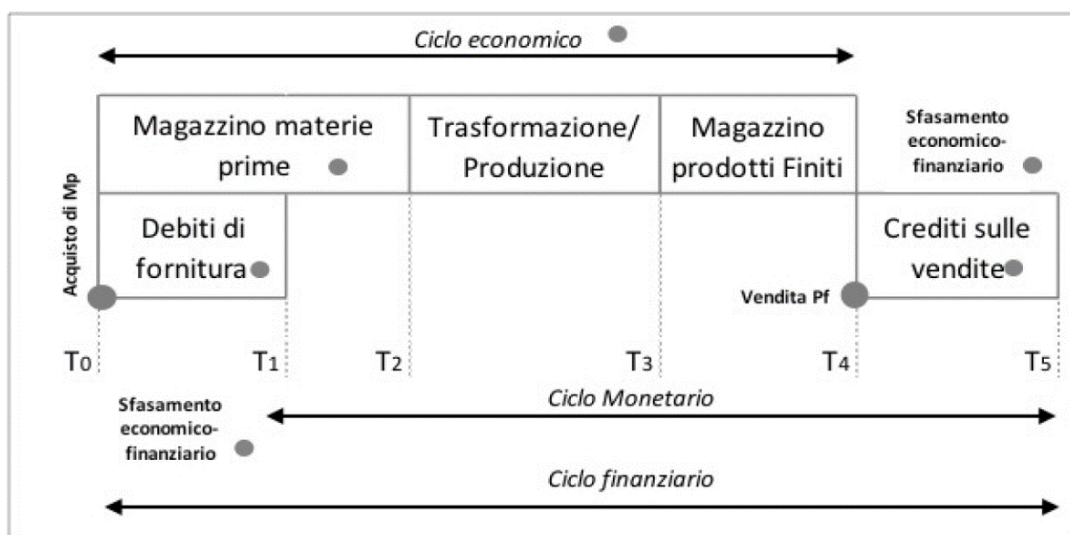 Ciclo economico
Magazzino materie
prime
Trasformazione/
Produzione
Magazzino
prodotti Finiti
Sfasamento
economico-
finanziario
Acquisto di Mp
Debiti di
fornitura
Vendita Pf
Crediti sulle
vendite
T0 T1 T2 T3 T4 T5
Sfasamento
economico-
finanziario
Ciclo Monetario
Ciclo finanziario